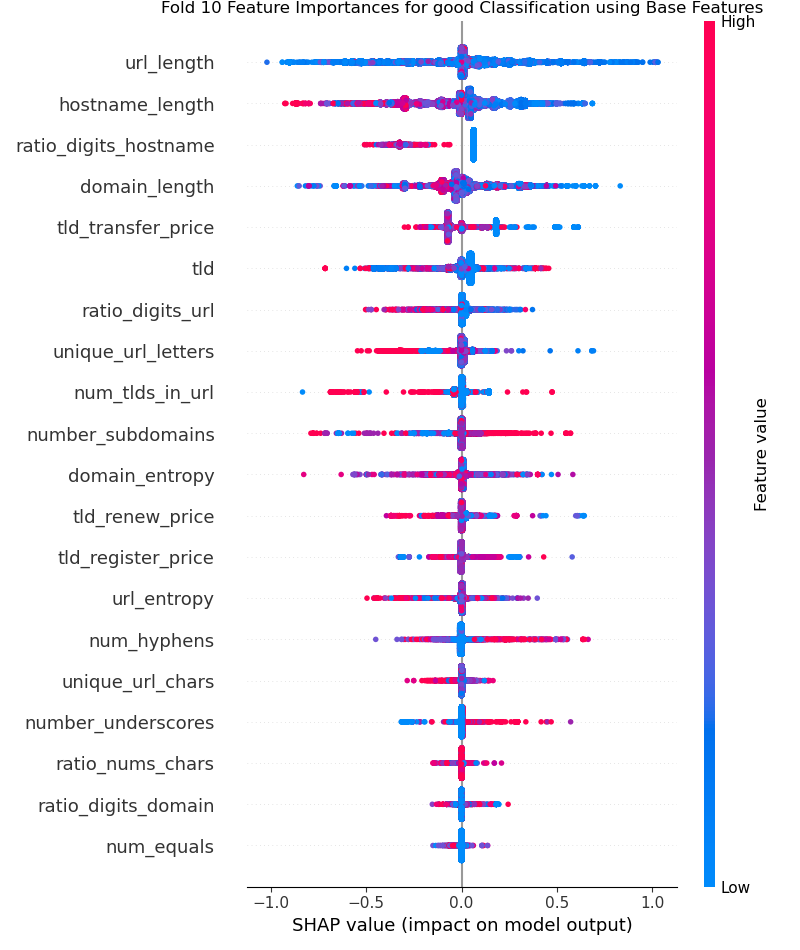 Fold 10 Feature Importances for good Classification using Base Features
High
url_length
hostname_length
ratio_digits_hostname
domain_length
tld_transfer_price
tld
ratio_digits_url
unique_url_letters
num_tlds_in_url
number_subdomains
domain_entropy
tld_renew_price
tld_register_price
url_entropy
num_hyphens
unique_url_chars
number_underscores
ratio_nums_chars
ratio_digits_domain
num_equals
Feature value
Low
−1.0 −0.5 0.0 0.5 1.0
SHAP value (impact on model output)